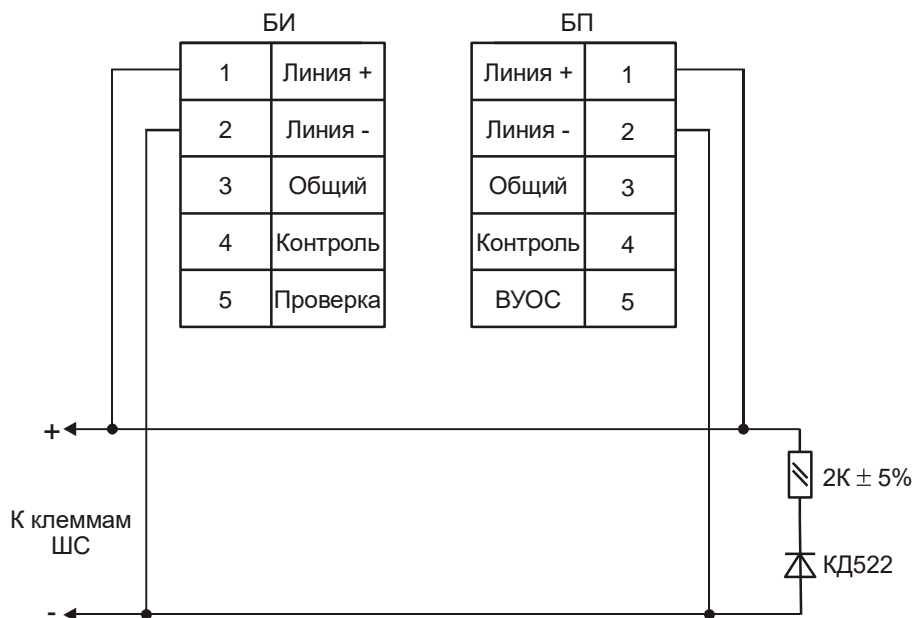 БИ
1 Линия +
2 Линия -
3 Общий
4 Контроль
5 Проверка
БП
Линия + 1
Линия - 2
Общий 3
Контроль 4
ВУОС 5
+
К клеммам
ШС
-
2К ± 5%
КД522